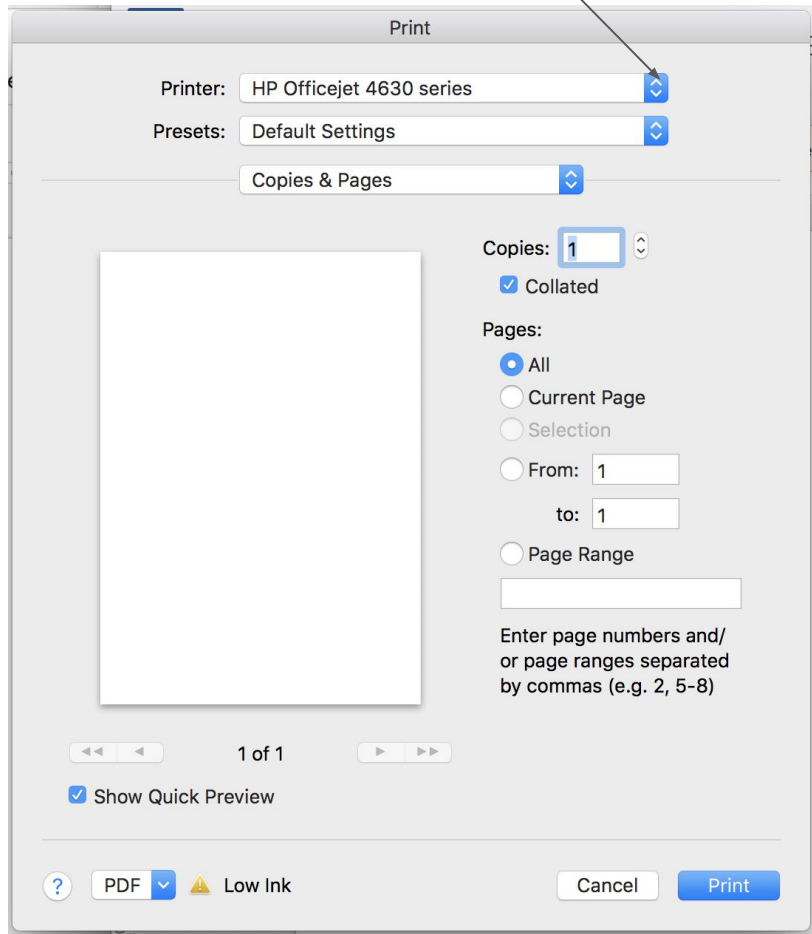 Print
Printer: HP Officejet 4630 series
Presets: Default Settings
Copies & Pages
Copies: 1
Collated
Pages:
All
Current Page
Selection
From: 1
to: 1
Page Range
Enter page numbers and/
or page ranges separated
by commas (e.g. 2, 5-8)
1 of 1
Show Quick Preview
? PDF Low Ink Cancel Print